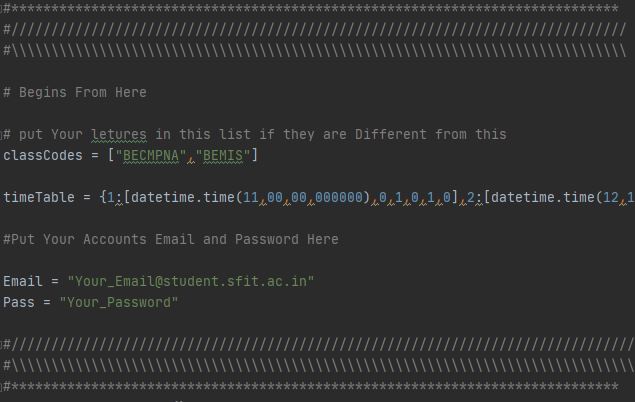 #****************************************************************************
#/////////////////////////////////////////////////////////////////////////////
#\\\\\\\\\\\\\\\\\\\\\\\\\\\\\\\\\\\\\\\\\\\\\\\\\\\\\\\\\\\\\\\\\\\\\\\\\\\\\
# Begins From Here
# put Your letures in this list if they are Different from this
classCodes = ["BECMPNA","BEMIS"]
timeTable = {1:[datetime.time(11,00,00,000000),0,1,0,1,0],2:[datetime.time(12,1
#Put Your Accounts Email and Password Here
Email = "Your_Email@student.sfit.ac.in"
Pass = "Your_Password"
#//////////////////////////////////////////////////////////////////////////////
#\\\\\\\\\\\\\\\\\\\\\\\\\\\\\\\\\\\\\\\\\\\\\\\\\\\\\\\\\\\\\\\\\\\\\\\\\\\\\\
#****************************************************************************